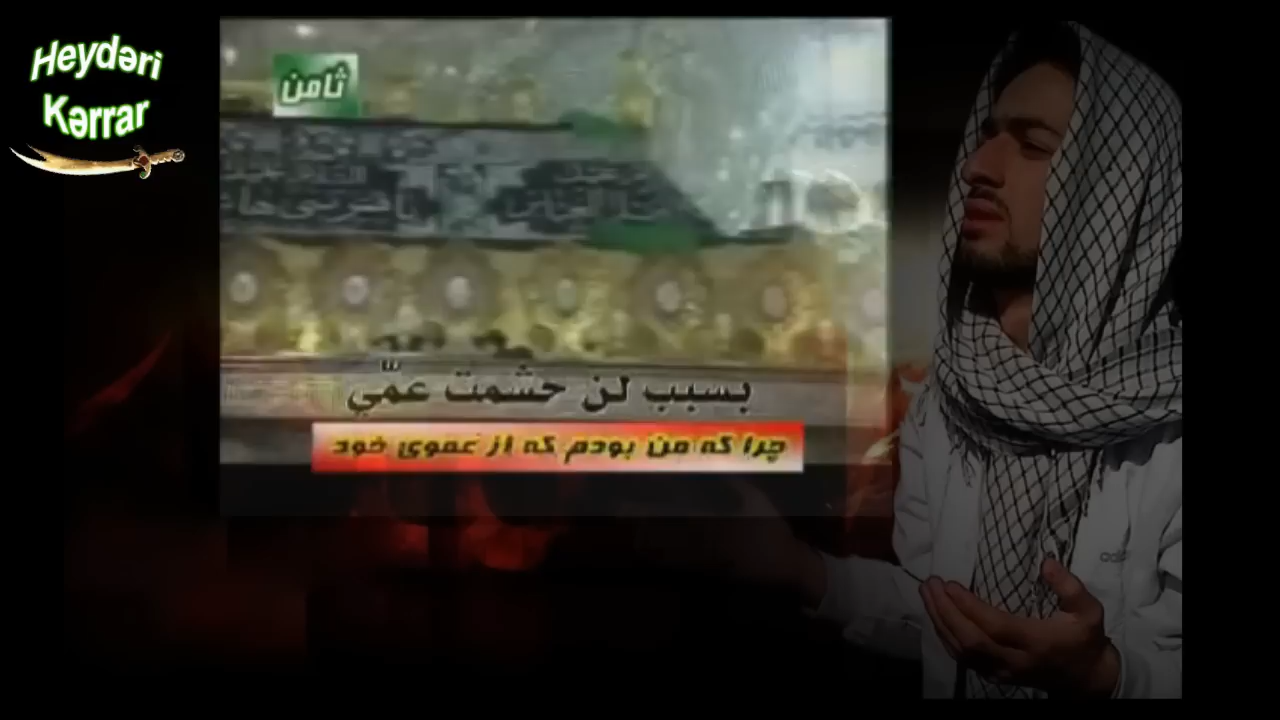 Heydəri
Kərrar
ثامن
بسبب لن حشمت عمّي
چرا که من بودم که از عموی خود